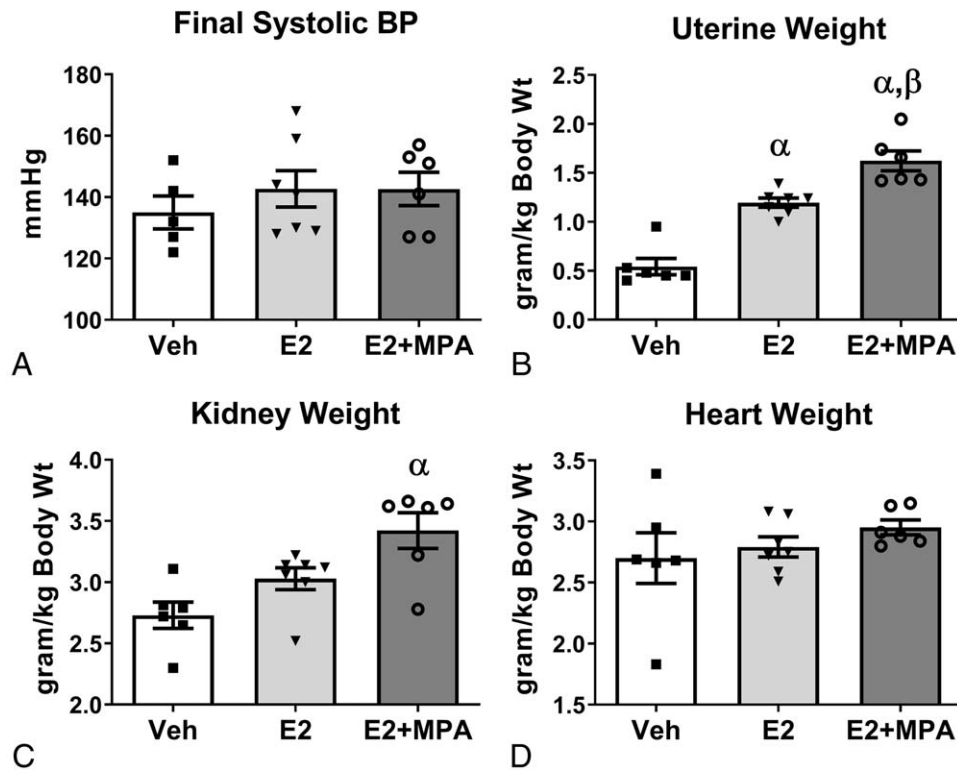 Final Systolic BP
180
160
140
120
100
mmHg
Veh
E2
E2+MPA
A
Uterine Weight
2.5
2.0
1.5
1.0
0.5
0.0
gram/kg Body Wt
α
α,β
Veh
E2
E2+MPA
B
Kidney Weight
4.0
3.5
3.0
2.5
2.0
gram/kg Body Wt
α
Veh
E2
E2+MPA
C
Heart Weight
3.5
3.0
2.5
2.0
1.5
gram/kg Body Wt
Veh
E2
E2+MPA
D